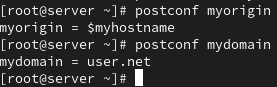 [root@server ~]# postconf myorigin
myorigin = $myhostname
[root@server ~]# postconf mydomain
mydomain = user.net
[root@server ~]#